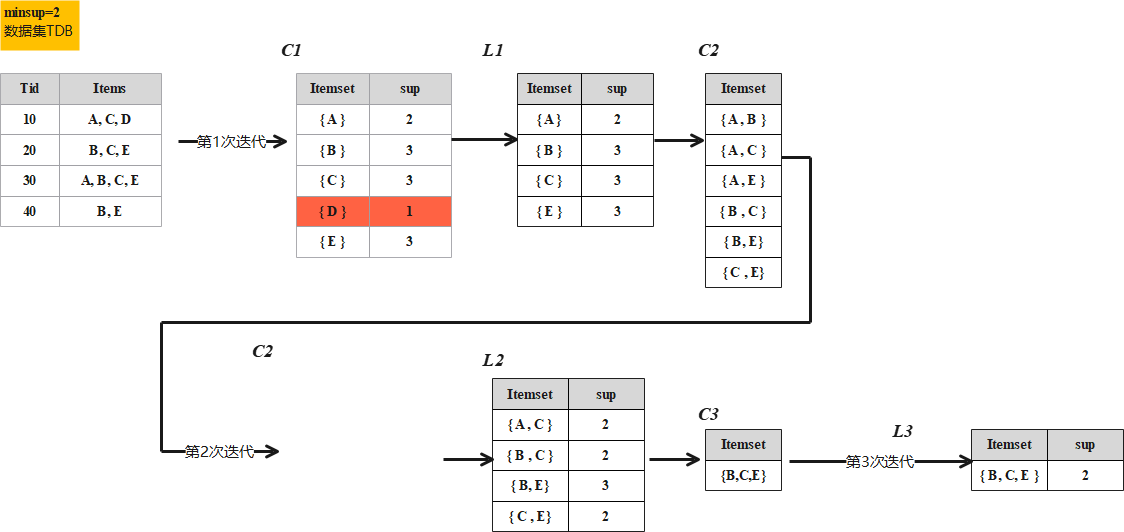 minsup=2
数据集TDB
C1
L1
C2
Tid Items
10 A, C, D
20 B, C, E
30 A, B, C, E
40 B, E
第1次迭代
Itemset sup
{A} 2
{B} 3
{C} 3
{D} 1
{E} 3
Itemset sup
{A} 2
{B} 3
{C} 3
{E} 3
Itemset
{A , B}
{A , C}
{A , E}
{B , C}
{B, E}
{C , E}
C2
第2次迭代
L2
Itemset sup
{A , C} 2
{B , C} 2
{B, E} 3
{C , E} 2
C3
Itemset
{B,C,E}
第3次迭代
L3
Itemset sup
{B, C, E} 2